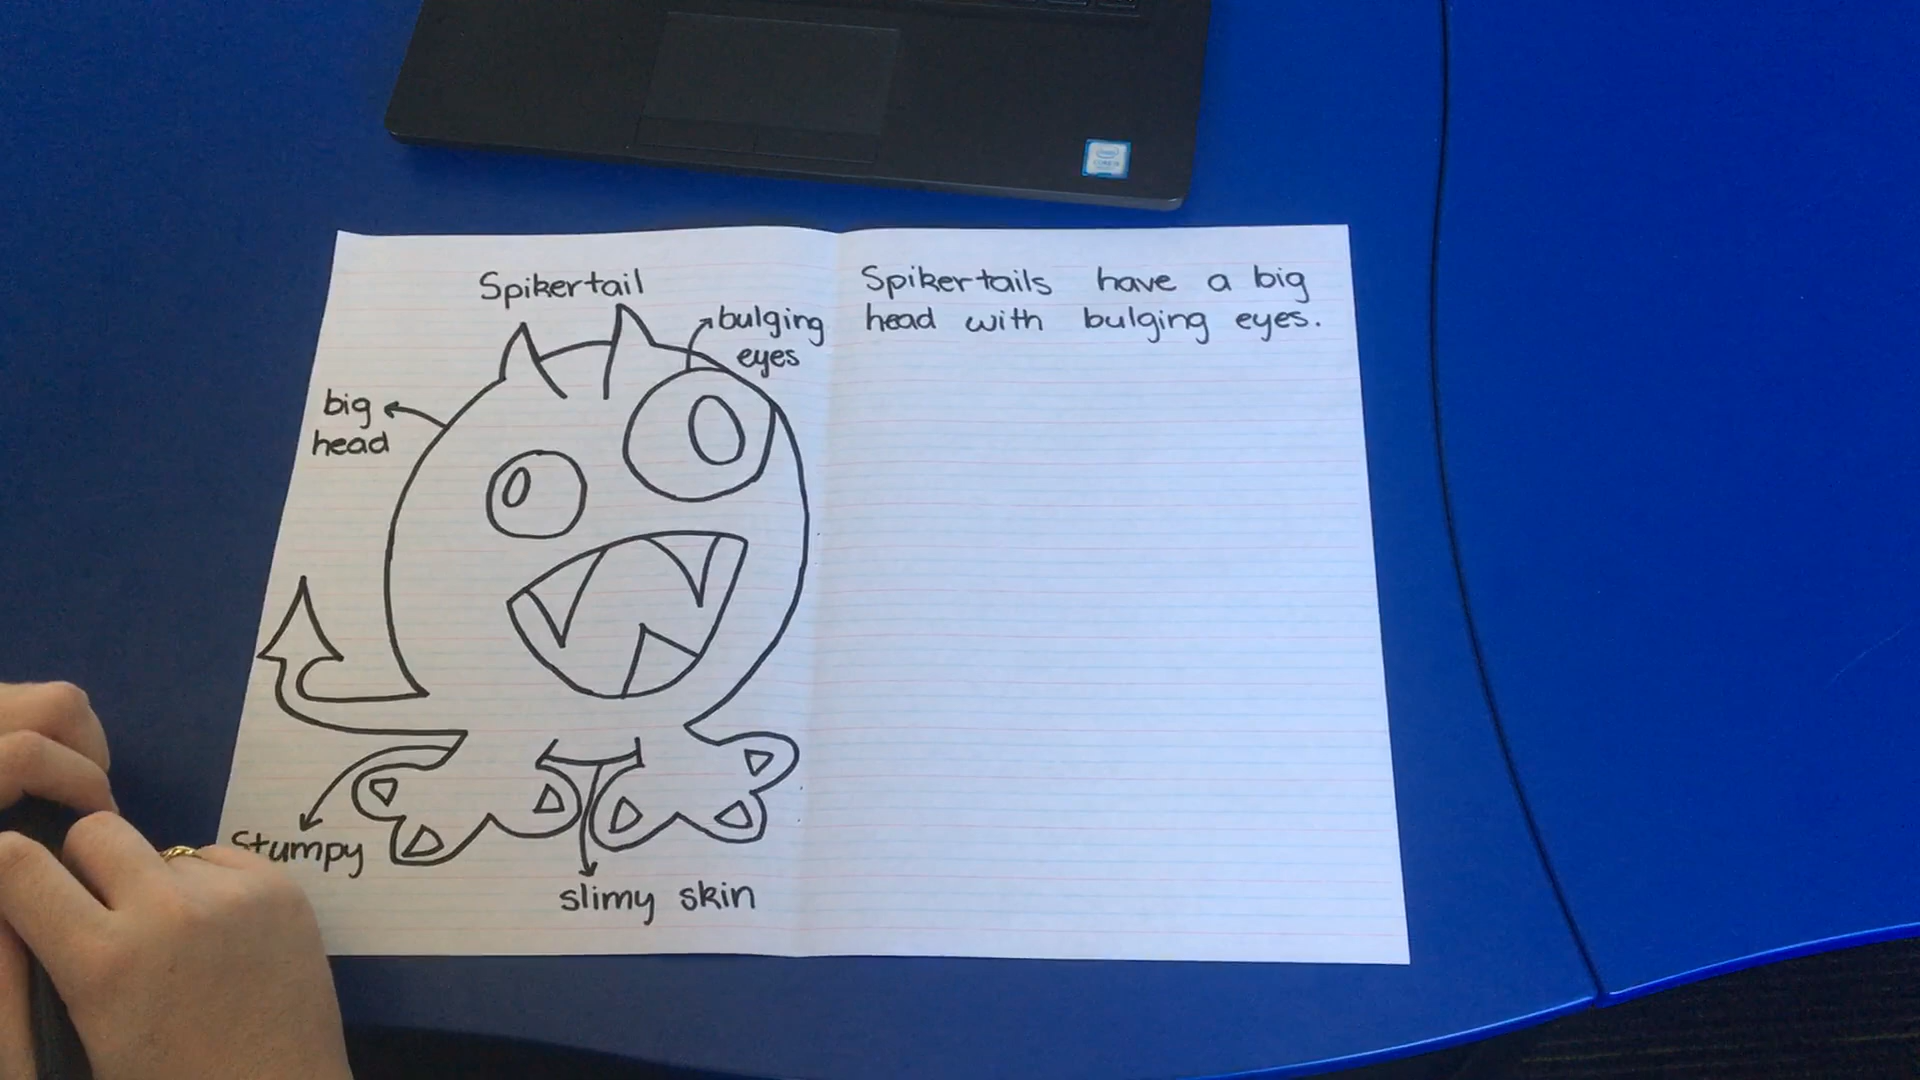 Spikertail
bulging
eyes
big
head
Stumpy
slimy skin
Spikertails have a big
head with bulging eyes.